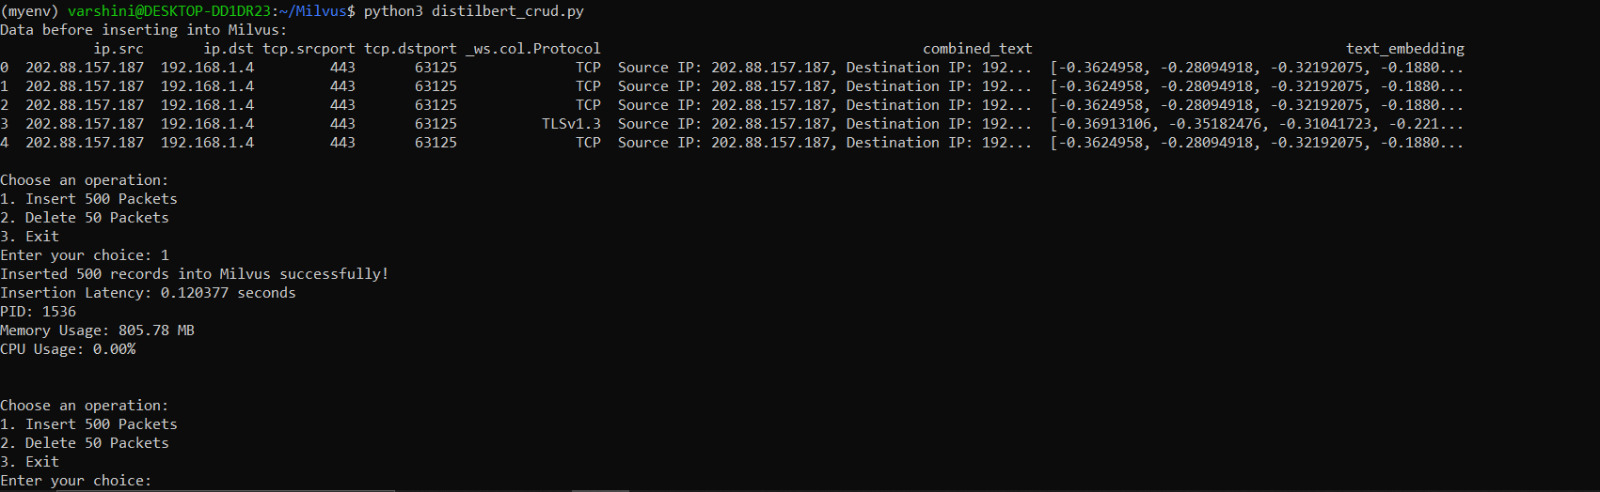 (myenv) varshini@DESKTOP-DD1DR23:~/Milvus$ python3 distilbert_crud.py
Data before inserting into Milvus:
ip.src ip.dst tcp.srcport tcp.dstport _ws.col.Protocol combined_text text_embedding
0 202.88.157.187 192.168.1.4 443 63125 TCP Source IP: 202.88.157.187, Destination IP: 192... [-0.3624958, -0.28094918, -0.32192075, -0.1880...
1 202.88.157.187 192.168.1.4 443 63125 TCP Source IP: 202.88.157.187, Destination IP: 192... [-0.3624958, -0.28094918, -0.32192075, -0.1880...
2 202.88.157.187 192.168.1.4 443 63125 TCP Source IP: 202.88.157.187, Destination IP: 192... [-0.3624958, -0.28094918, -0.32192075, -0.1880...
3 202.88.157.187 192.168.1.4 443 63125 TLSv1.3 Source IP: 202.88.157.187, Destination IP: 192... [-0.36913106, -0.35182476, -0.31041723, -0.221...
4 202.88.157.187 192.168.1.4 443 63125 TCP Source IP: 202.88.157.187, Destination IP: 192... [-0.3624958, -0.28094918, -0.32192075, -0.1880...
Choose an operation:
1. Insert 500 Packets
2. Delete 50 Packets
3. Exit
Enter your choice: 1
Inserted 500 records into Milvus successfully!
Insertion Latency: 0.120377 seconds
PID: 1536
Memory Usage: 805.78 MB
CPU Usage: 0.00%
Choose an operation:
1. Insert 500 Packets
2. Delete 50 Packets
3. Exit
Enter your choice: